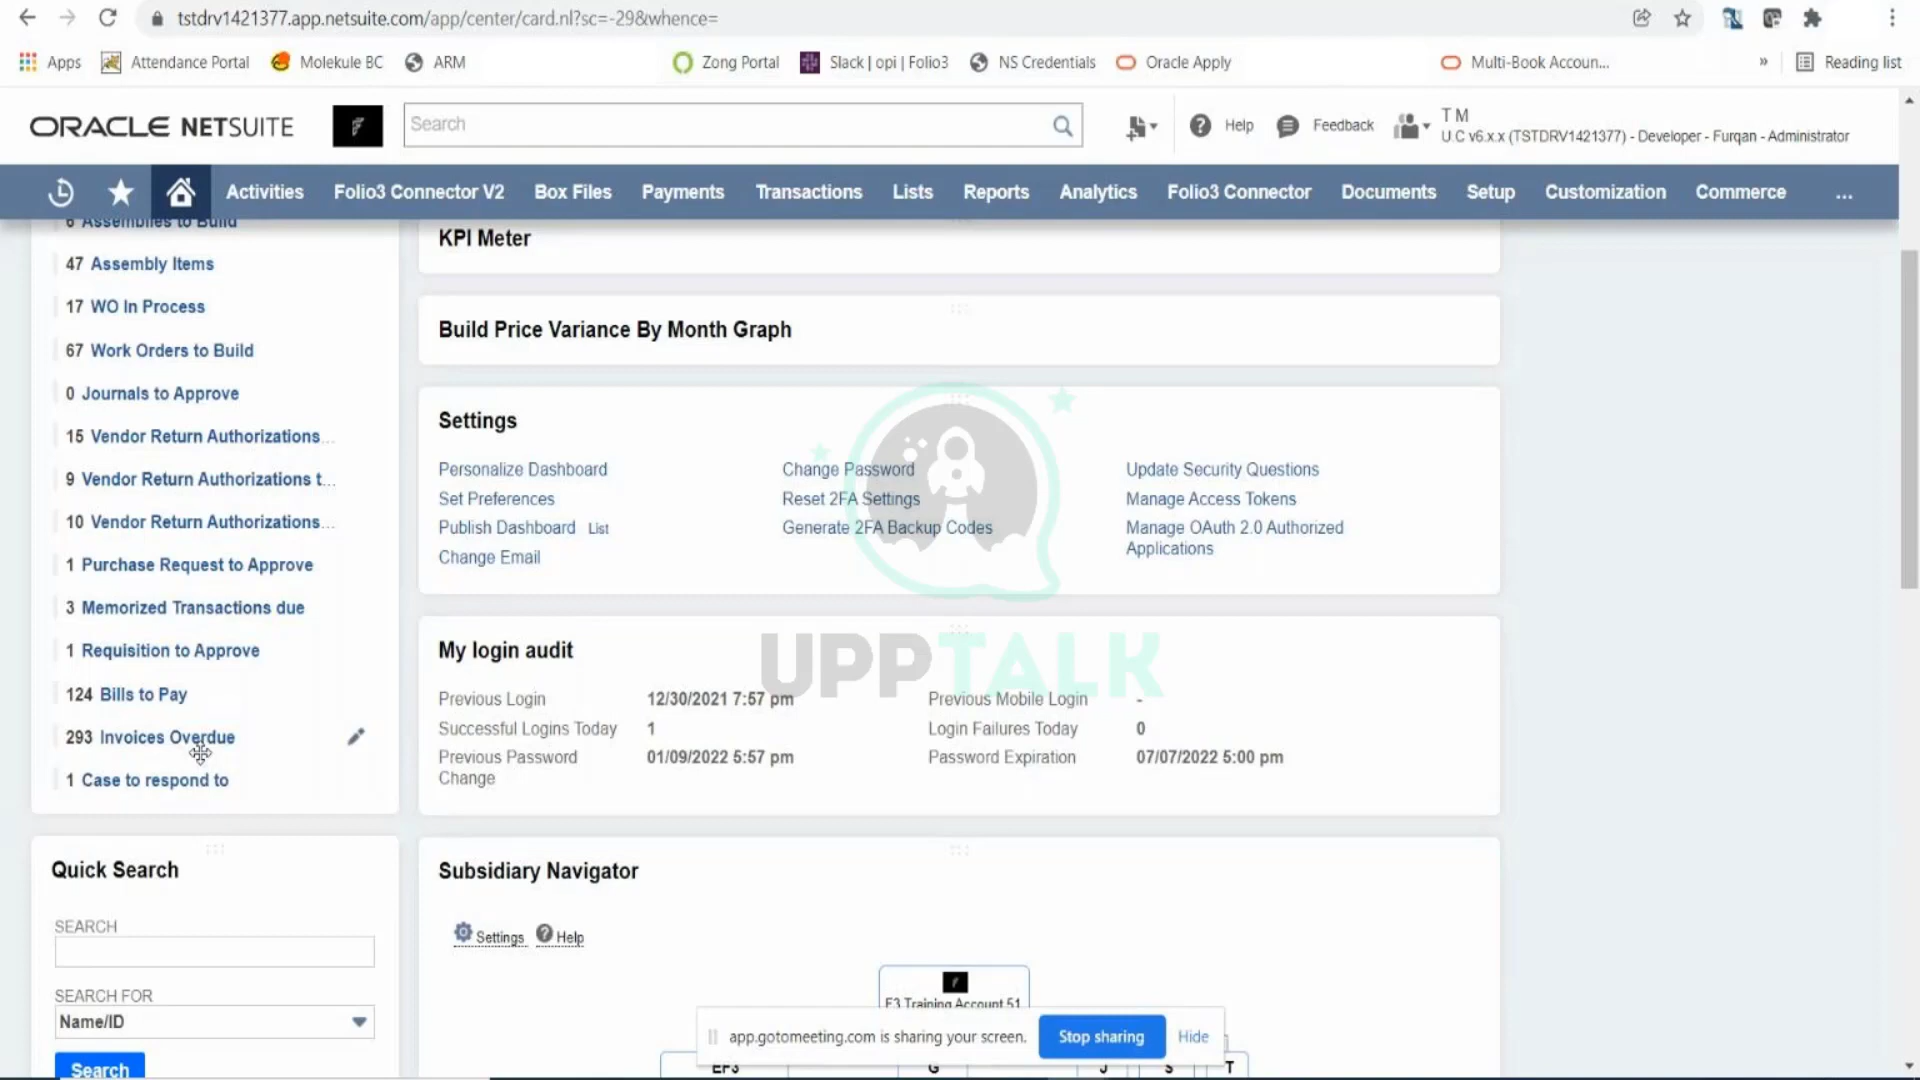 tstdrv1421377.app.netsuite.com/app/center/card.nl?sc=-29&whence=
Apps Attendance Portal Molekule BC ARM Zong Portal Slack | opi | Folio3 NS Credentials Oracle Apply Multi-Book Accoun... » Reading list
ORACLE NETSUITE Search Help Feedback T M
U.C v6.x.x (TSTDRV1421377) - Developer - Furqan - Administrator
Activities Folio3 Connector V2 Box Files Payments Transactions Lists Reports Analytics Folio3 Connector Documents Setup Customization Commerce ...
6 Assemblies to Build
47 Assembly Items
17 WO In Process
67 Work Orders to Build
0 Journals to Approve
15 Vendor Return Authorizations...
9 Vendor Return Authorizations t...
10 Vendor Return Authorizations...
1 Purchase Request to Approve
3 Memorized Transactions due
1 Requisition to Approve
124 Bills to Pay
293 Invoices Overdue
1 Case to respond to
Quick Search
SEARCH
SEARCH FOR
Name/ID
Search
KPI Meter
Build Price Variance By Month Graph
Settings
Personalize Dashboard Change Password Update Security Questions
Set Preferences Reset 2FA Settings Manage Access Tokens
Publish Dashboard List Generate 2FA Backup Codes Manage OAuth 2.0 Authorized
Applications
Change Email
UPPTALK
My login audit
Previous Login 12/30/2021 7:57 pm Previous Mobile Login -
Successful Logins Today 1 Login Failures Today 0
Previous Password 01/09/2022 5:57 pm Password Expiration 07/07/2022 5:00 pm
Change
Subsidiary Navigator
Settings Help
F3 Training Account 51
app.gotomeeting.com is sharing your screen. Stop sharing Hide
EF3 G J S T